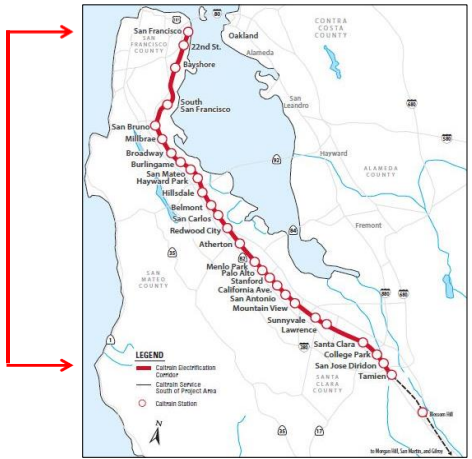 101
80
CONTRA
COSTA
COUNTY
San Francisco
SAN
FRANCISCO
COUNTY
Oakland
22nd St.
Alameda
Bayshore
San
Leandro
South
San Francisco
680
580
San Bruno
Millbrae
Broadway
Burlingame
San Mateo
Hayward Park
92
Hayward
ALAMEDA
COUNTY
Hillsdale
Belmont
San Carlos
Redwood City
84
Fremont
35
Atherton
82
SAN
MATEO
COUNTY
Menlo Park
Palo Alto
Stanford
California Ave.
San Antonio
Mountain View
880
680
Sunnyvale
Lawrence
1
280
Santa Clara
College Park
San Jose Diridon
Tamien
SANTA
CLARA
COUNTY
LEGEND
Caltrain Electrification
Corridor
Caltrain Service
South of Project Area
Caltrain Station
N
35
17
Blossom Hill
to Morgan Hill, San Martin, and Gilroy